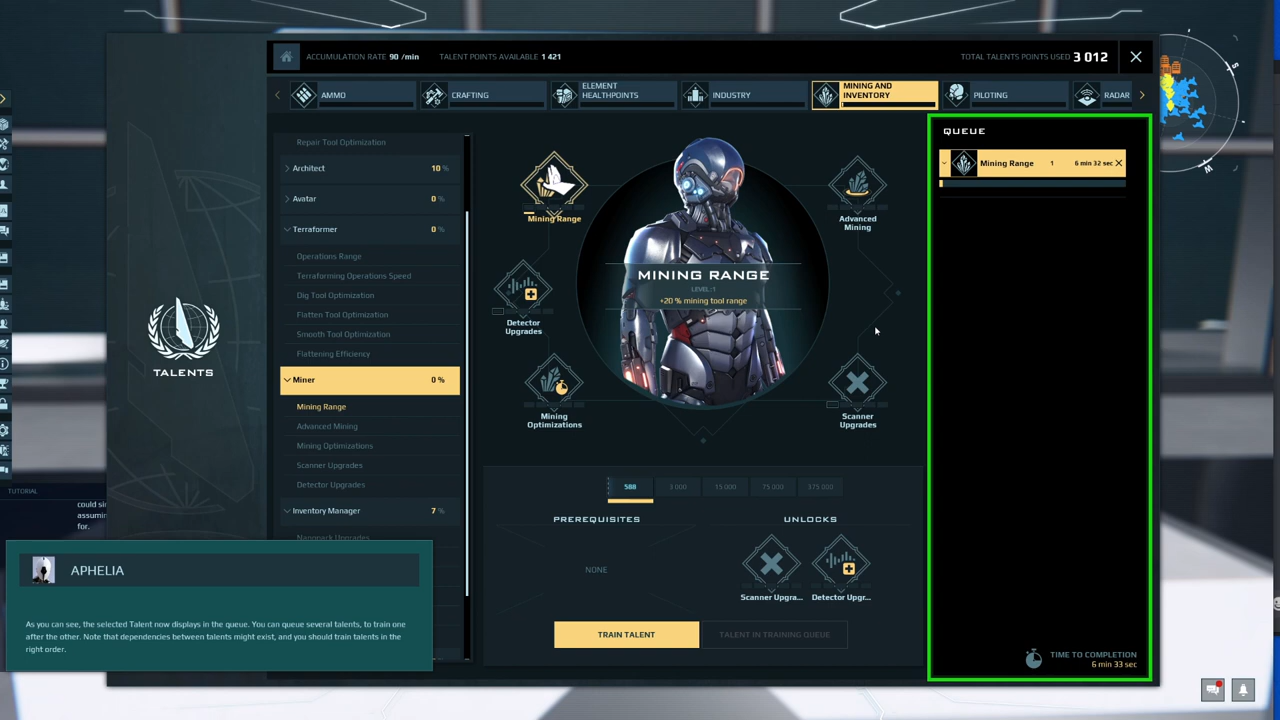 ACCUMULATION RATE 90 /min
TALENT POINTS AVAILABLE 1 421
TOTAL TALENTS POINTS USED 3 012
AMMO
CRAFTING
ELEMENT
HEALTHPOINTS
INDUSTRY
MINING AND
INVENTORY
PILOTING
RADAR
TALENTS
Repair Tool Optimization
Architect 10 %
Avatar 0 %
Terraformer 0 %
Operations Range
Terraforming Operations Speed
Dig Tool Optimization
Flatten Tool Optimization
Smooth Tool Optimization
Flattening Efficiency
Miner 0 %
Mining Range
Advanced Mining
Mining Optimizations
Scanner Upgrades
Detector Upgrades
Inventory Manager 7 %
Nanopack Upgrades
Mining Range
Detector
Upgrades
Mining
Optimizations
Advanced
Mining
Scanner
Upgrades
MINING RANGE
LEVEL:1
+20 % mining tool range
588 3 000 15 000 75 000 375 000
PREREQUISITES
NONE
UNLOCKS
Scanner Upgra...
Detector Upgr...
TRAIN TALENT
TALENT IN TRAINING QUEUE
QUEUE
Mining Range 1 6 min 32 sec
TIME TO COMPLETION
6 min 33 sec
S
W
TUTORIAL
could si
assumin
for.
APHELIA
As you can see, the selected Talent now displays in the queue. You can queue several talents, to train one
after the other. Note that dependencies between talents might exist, and you should train talents in the
right order.